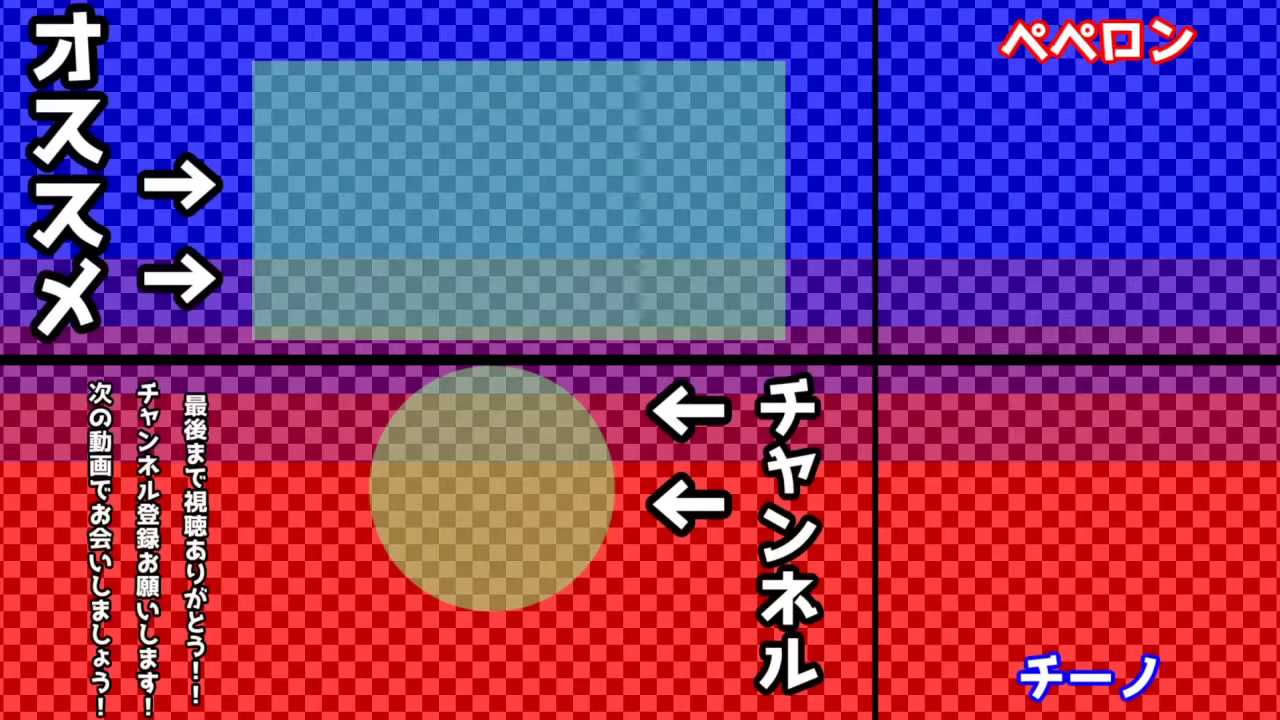 オススメ
→
→
ペペロン
チャンネル
←
←
最後まで視聴ありがとう！！
チャンネル登録お願いします！
次の動画でお会いしましょう！
チーノ